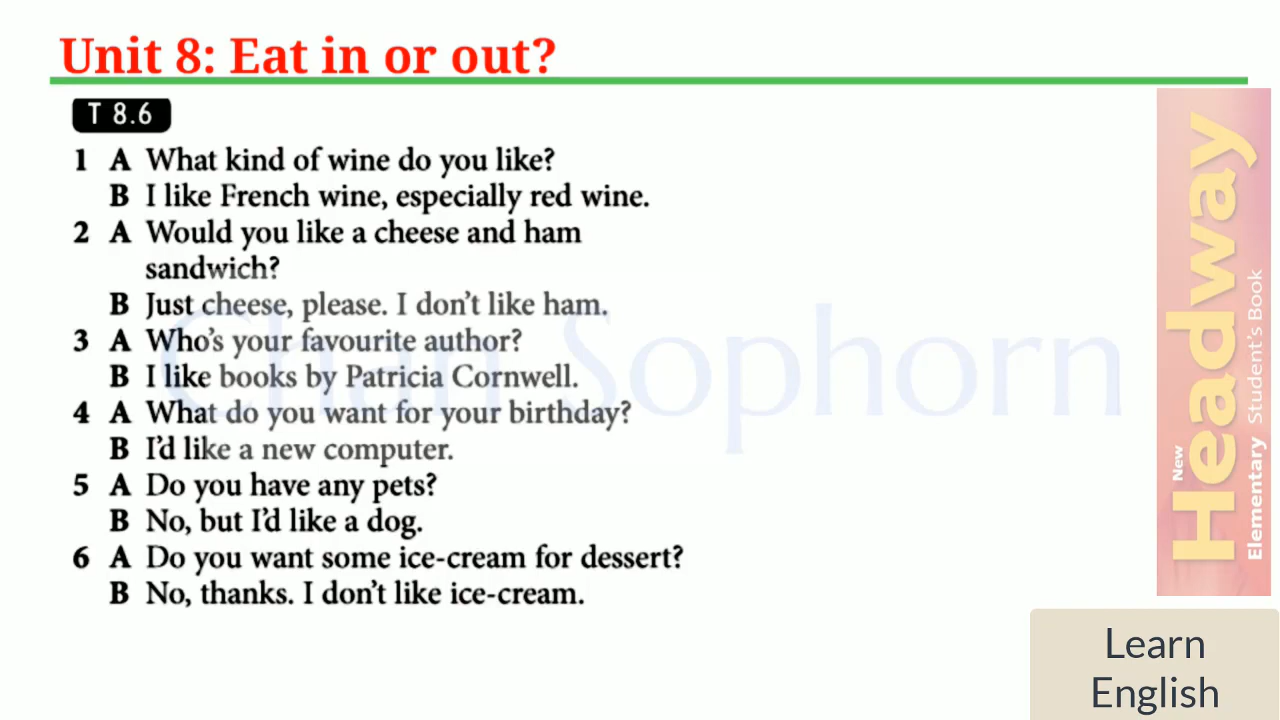 Unit 8: Eat in or out?
T 8.6
1 A What kind of wine do you like?
B I like French wine, especially red wine.
2 A Would you like a cheese and ham
sandwich?
B Just cheese, please. I don't like ham.
3 A Who's your favourite author?
B I like books by Patricia Cornwell.
4 A What do you want for your birthday?
B I'd like a new computer.
5 A Do you have any pets?
B No, but I'd like a dog.
6 A Do you want some ice-cream for dessert?
B No, thanks. I don't like ice-cream.
Chan Sophorn
New
Headway
Elementary Student's Book
Learn
English